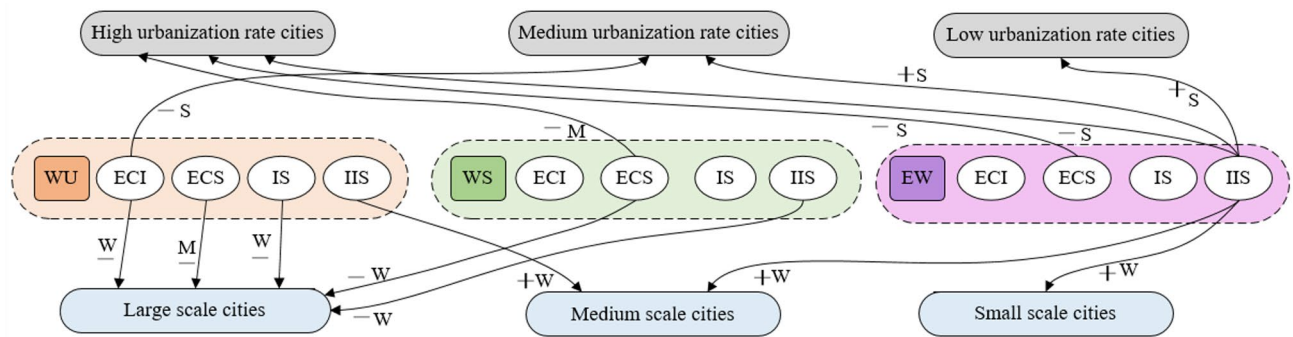 High urbanization rate cities
Medium urbanization rate cities
Low urbanization rate cities
— S
— M
— S
— S
+S
+S
WU ECI ECS IS IIS
WS ECI ECS IS IIS
EW ECI ECS IS IIS
W —
M —
W —
— W
—W
+W
+W
+W
Large scale cities
Medium scale cities
Small scale cities